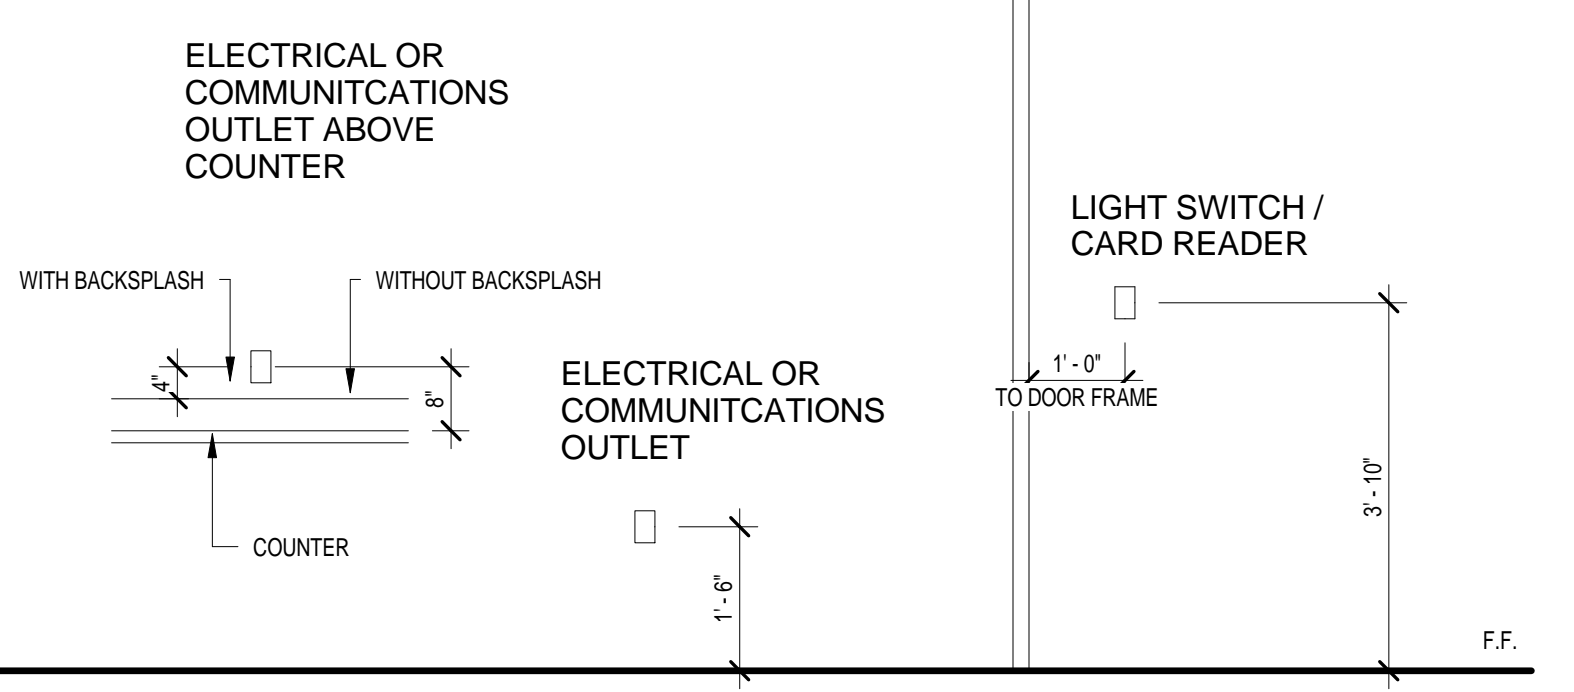 ELECTRICAL OR
COMMUNITCATIONS
OUTLET ABOVE
COUNTER
WITH BACKSPLASH
WITHOUT BACKSPLASH
4"
8"
COUNTER
ELECTRICAL OR
COMMUNITCATIONS
OUTLET
1' - 6"
LIGHT SWITCH /
CARD READER
1' - 0"
TO DOOR FRAME
3' - 10"
F.F.